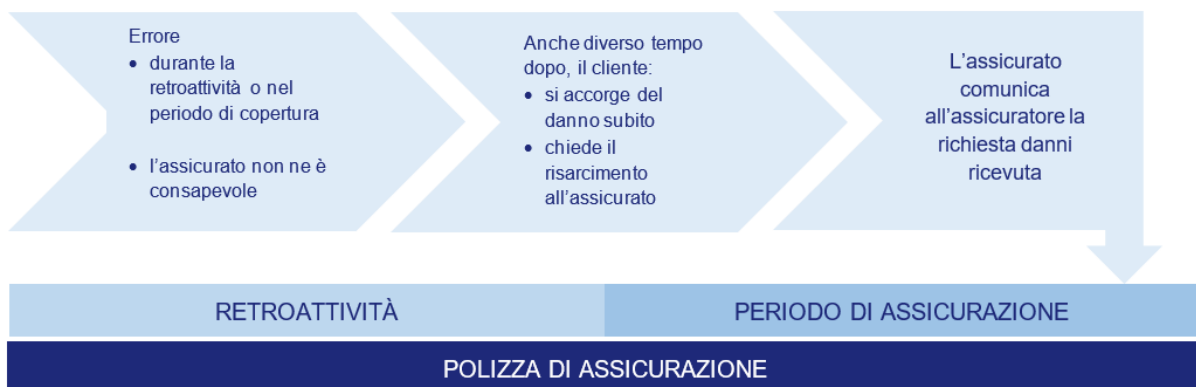 Errore
• durante la
retroattività o nel
periodo di copertura
• l'assicurato non ne è
consapevole
Anche diverso tempo
dopo, il cliente:
• si accorge del
danno subito
• chiede il
risarcimento
all'assicurato
L'assicurato
comunica
all'assicuratore la
richiesta danni
ricevuta
RETROATTIVITÀ
PERIODO DI ASSICURAZIONE
POLIZZA DI ASSICURAZIONE